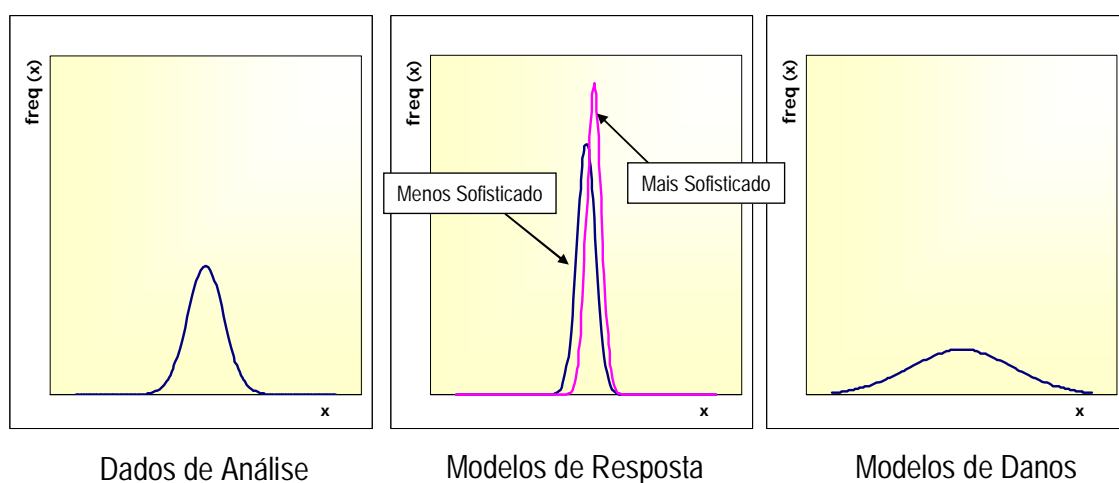 freq (x)
x
Dados de Análise
freq (x)
Menos Sofisticado
Mais Sofisticado
x
Modelos de Resposta
freq (x)
x
Modelos de Danos